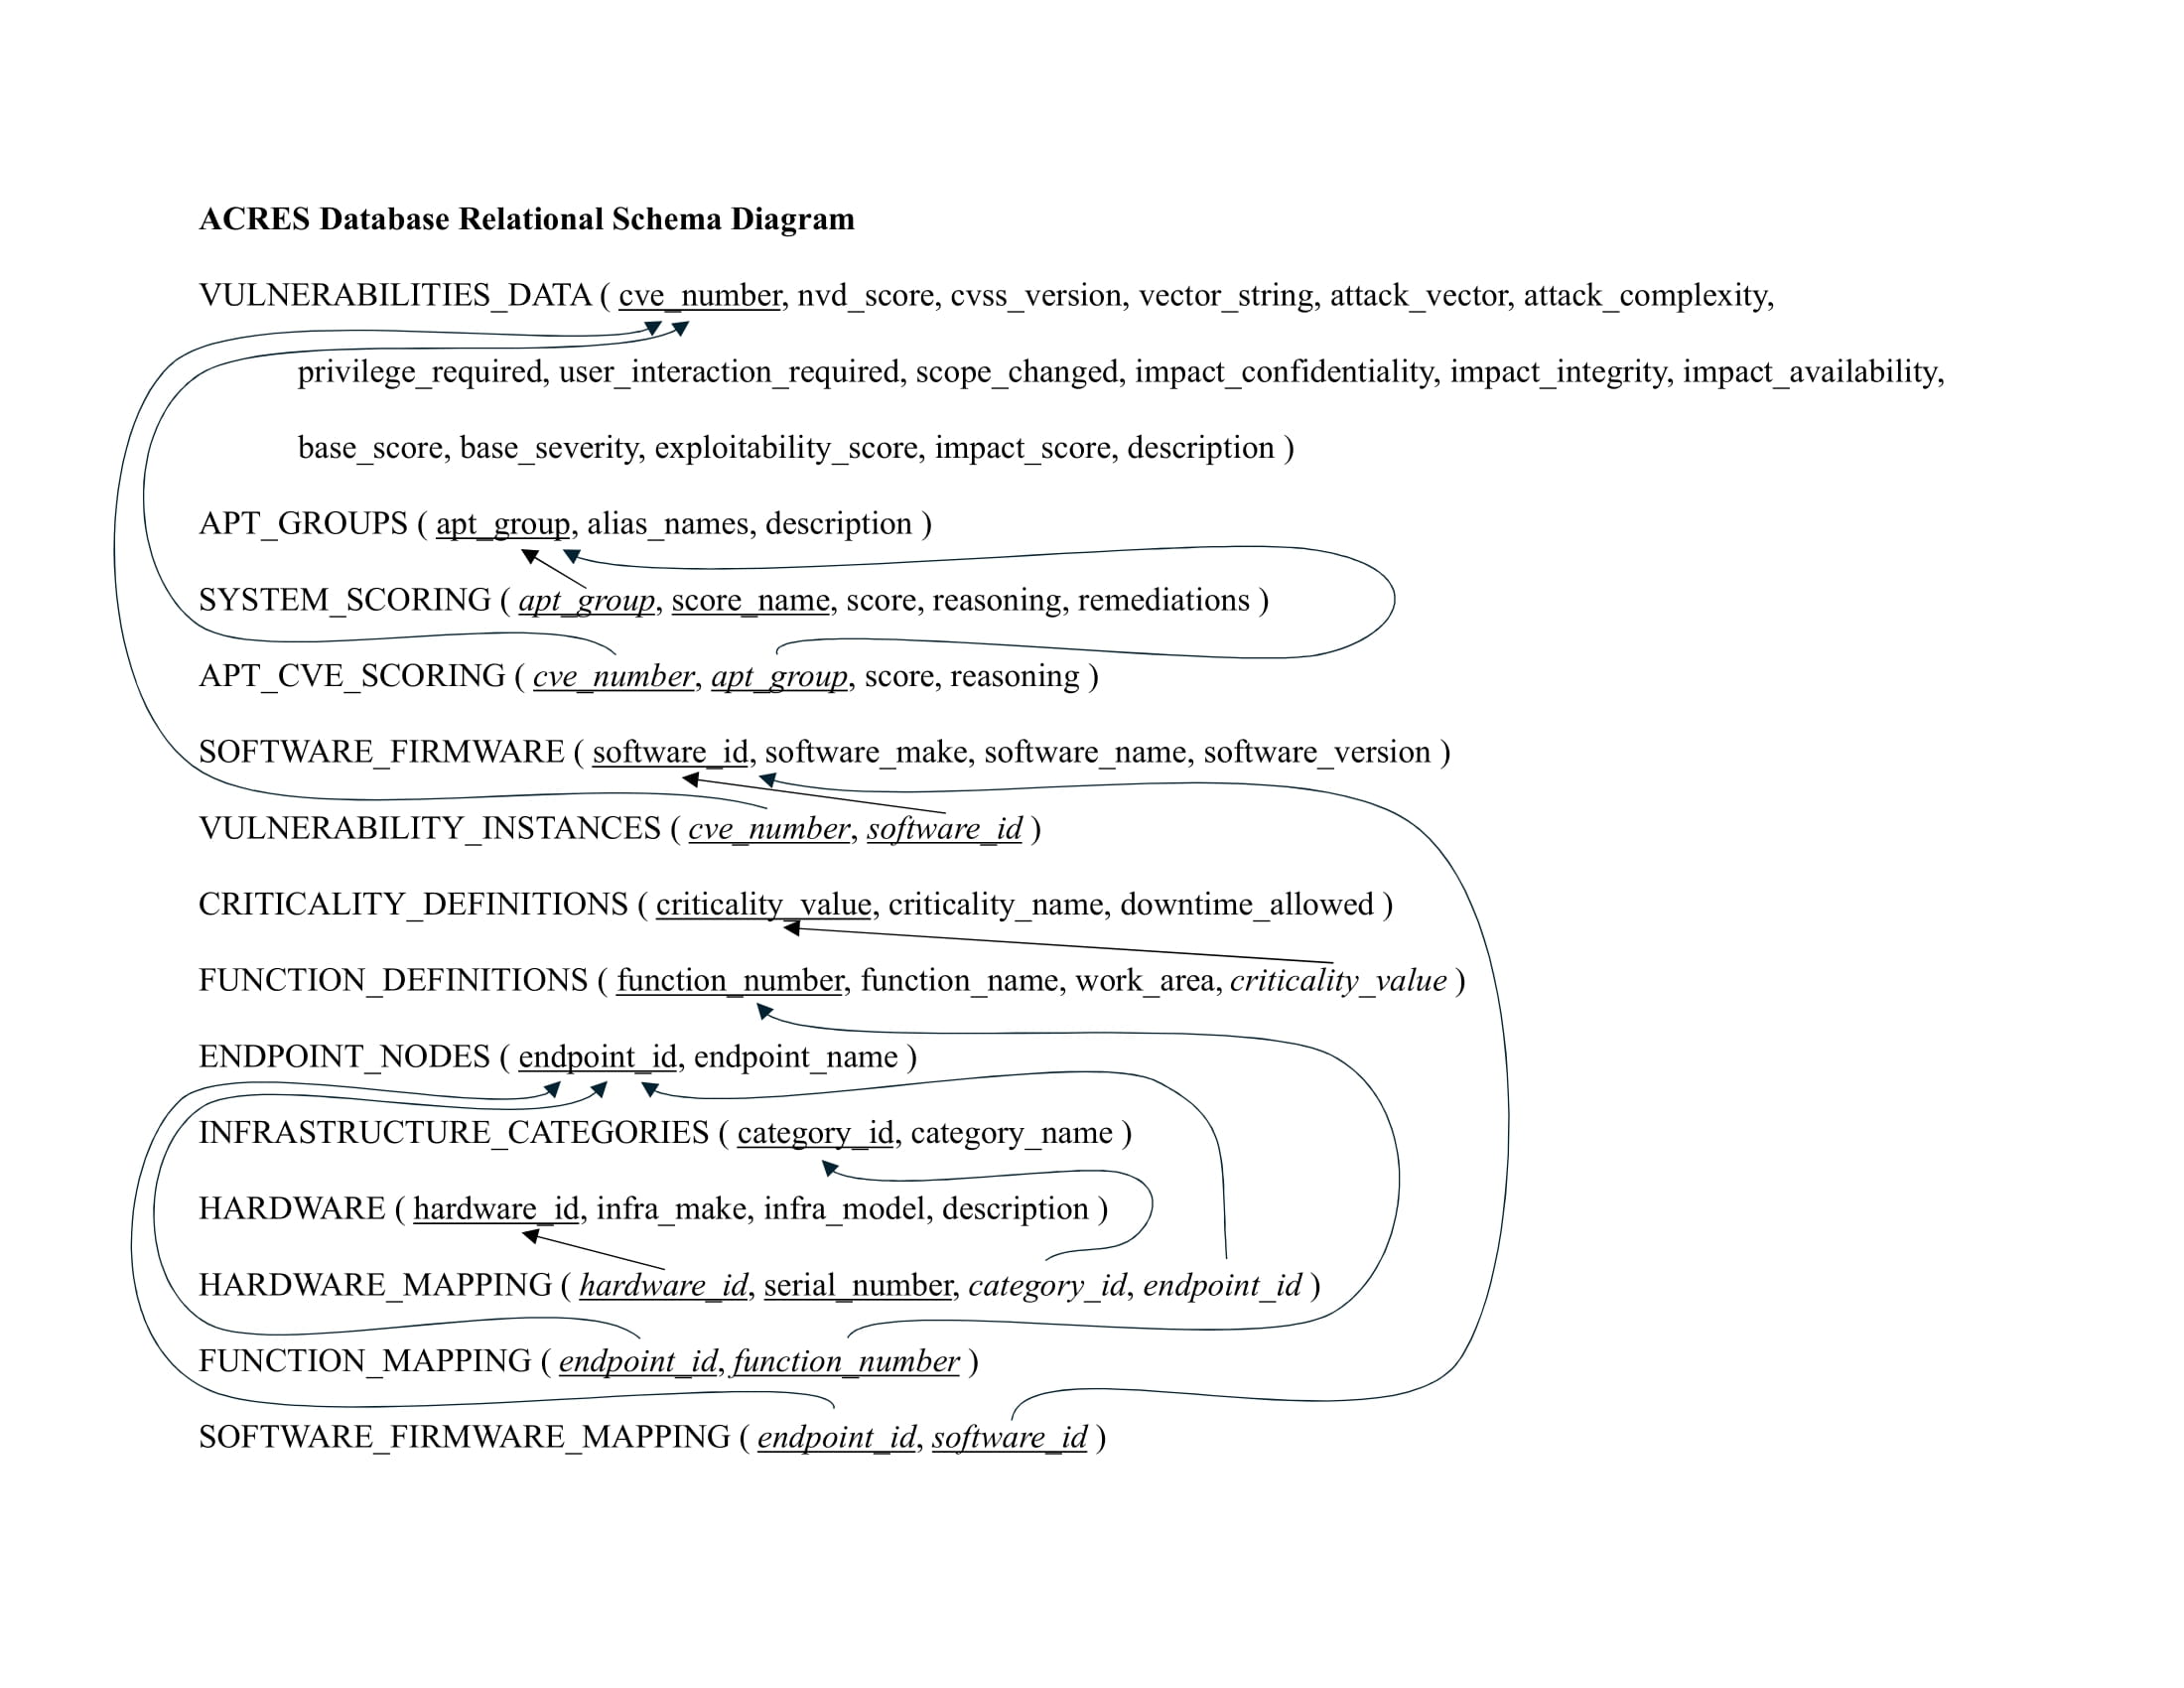 ACRES Database Relational Schema Diagram
VULNERABILITIES_DATA ( cve_number, nvd_score, cvss_version, vector_string, attack_vector, attack_complexity,
privilege_required, user_interaction_required, scope_changed, impact_confidentiality, impact_integrity, impact_availability,
base_score, base_severity, exploitability_score, impact_score, description )
APT_GROUPS ( apt_group, alias_names, description )
SYSTEM_SCORING ( apt_group, score_name, score, reasoning, remediations )
APT_CVE_SCORING ( cve_number, apt_group, score, reasoning )
SOFTWARE_FIRMWARE ( software_id, software_make, software_name, software_version )
VULNERABILITY_INSTANCES ( cve_number, software_id )
CRITICALITY_DEFINITIONS ( criticality_value, criticality_name, downtime_allowed )
FUNCTION_DEFINITIONS ( function_number, function_name, work_area, criticality_value )
ENDPOINT_NODES ( endpoint_id, endpoint_name )
INFRASTRUCTURE_CATEGORIES ( category_id, category_name )
HARDWARE ( hardware_id, infra_make, infra_model, description )
HARDWARE_MAPPING ( hardware_id, serial_number, category_id, endpoint_id )
FUNCTION_MAPPING ( endpoint_id, function_number )
SOFTWARE_FIRMWARE_MAPPING ( endpoint_id, software_id )